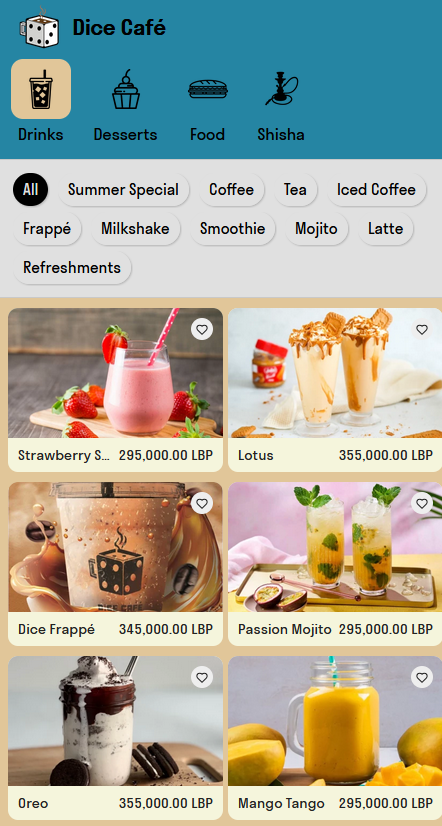 Dice Café
Drinks Desserts Food Shisha
All Summer Special Coffee Tea Iced Coffee
Frappé Milkshake Smoothie Mojito Latte
Refreshments
Strawberry S... 295,000.00 LBP
Lotus 355,000.00 LBP
DICE CAFE
Dice Frappé 345,000.00 LBP
Passion Mojito 295,000.00 LBP
Oreo 355,000.00 LBP
Mango Tango 295,000.00 LBP